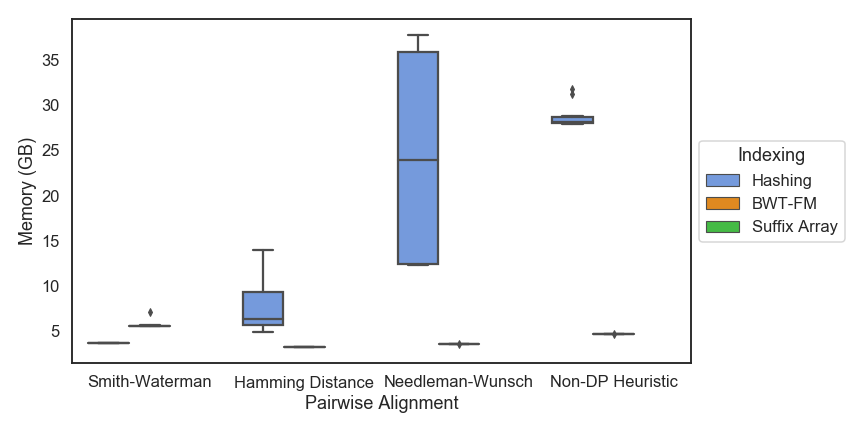 Memory (GB)
35
30
25
20
15
10
5
Smith-Waterman
Hamming Distance
Needleman-Wunsch
Non-DP Heuristic
Pairwise Alignment
Indexing
Hashing
BWT-FM
Suffix Array